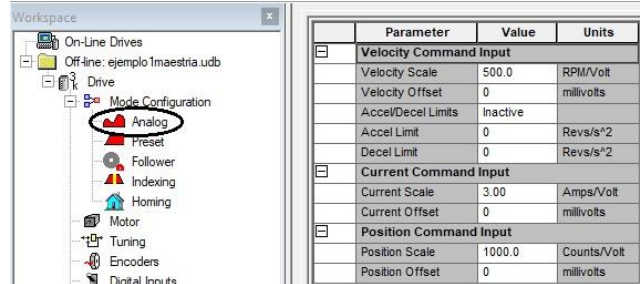 Workspace
x
On-Line Drives
Off-line: ejemplo1maestria.udb
Drive
Mode Configuration
Analog
Preset
Follower
Indexing
Homing
Motor
Tuning
Encoders
Digital Inputs
Parameter Value Units
Velocity Command Input
Velocity Scale 500.0 RPM/Volt
Velocity Offset 0 millivolts
Accel/Decel Limits Inactive
Accel Limit 0 Revs/s^2
Decel Limit 0 Revs/s^2
Current Command Input
Current Scale 3.00 Amps/Volt
Current Offset 0 millivolts
Position Command Input
Position Scale 1000.0 Counts/Volt
Position Offset 0 millivolts